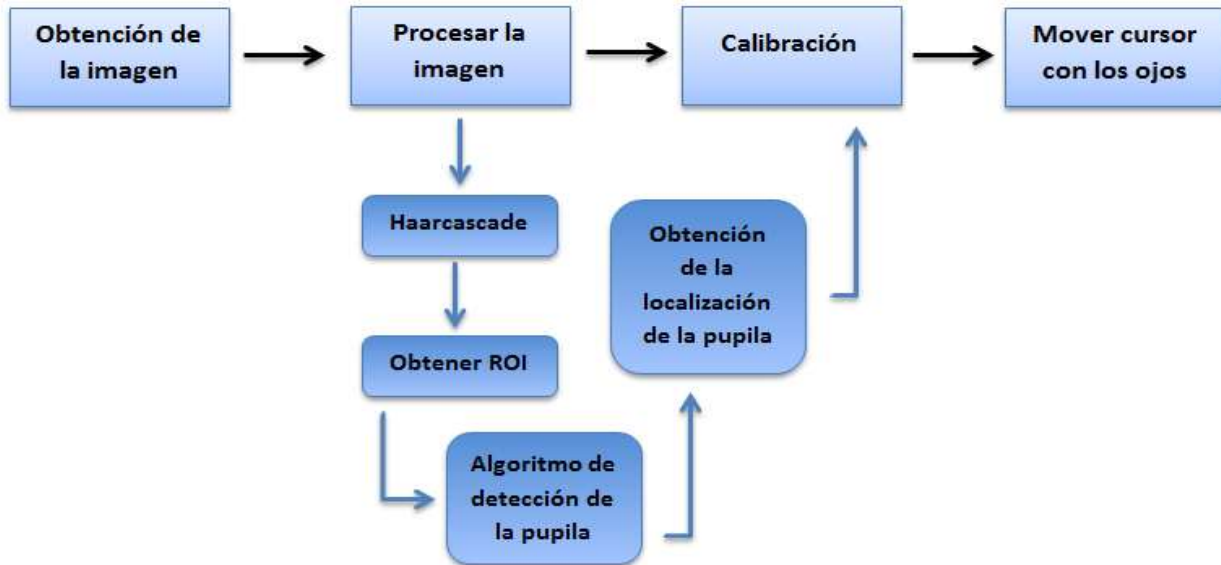 Obtención de
la imagen
Procesar la
imagen
Calibración
Mover cursor
con los ojos
Haarcascade
Obtener ROI
Algoritmo de
detección de
la pupila
Obtención
de la
localización
de la pupila